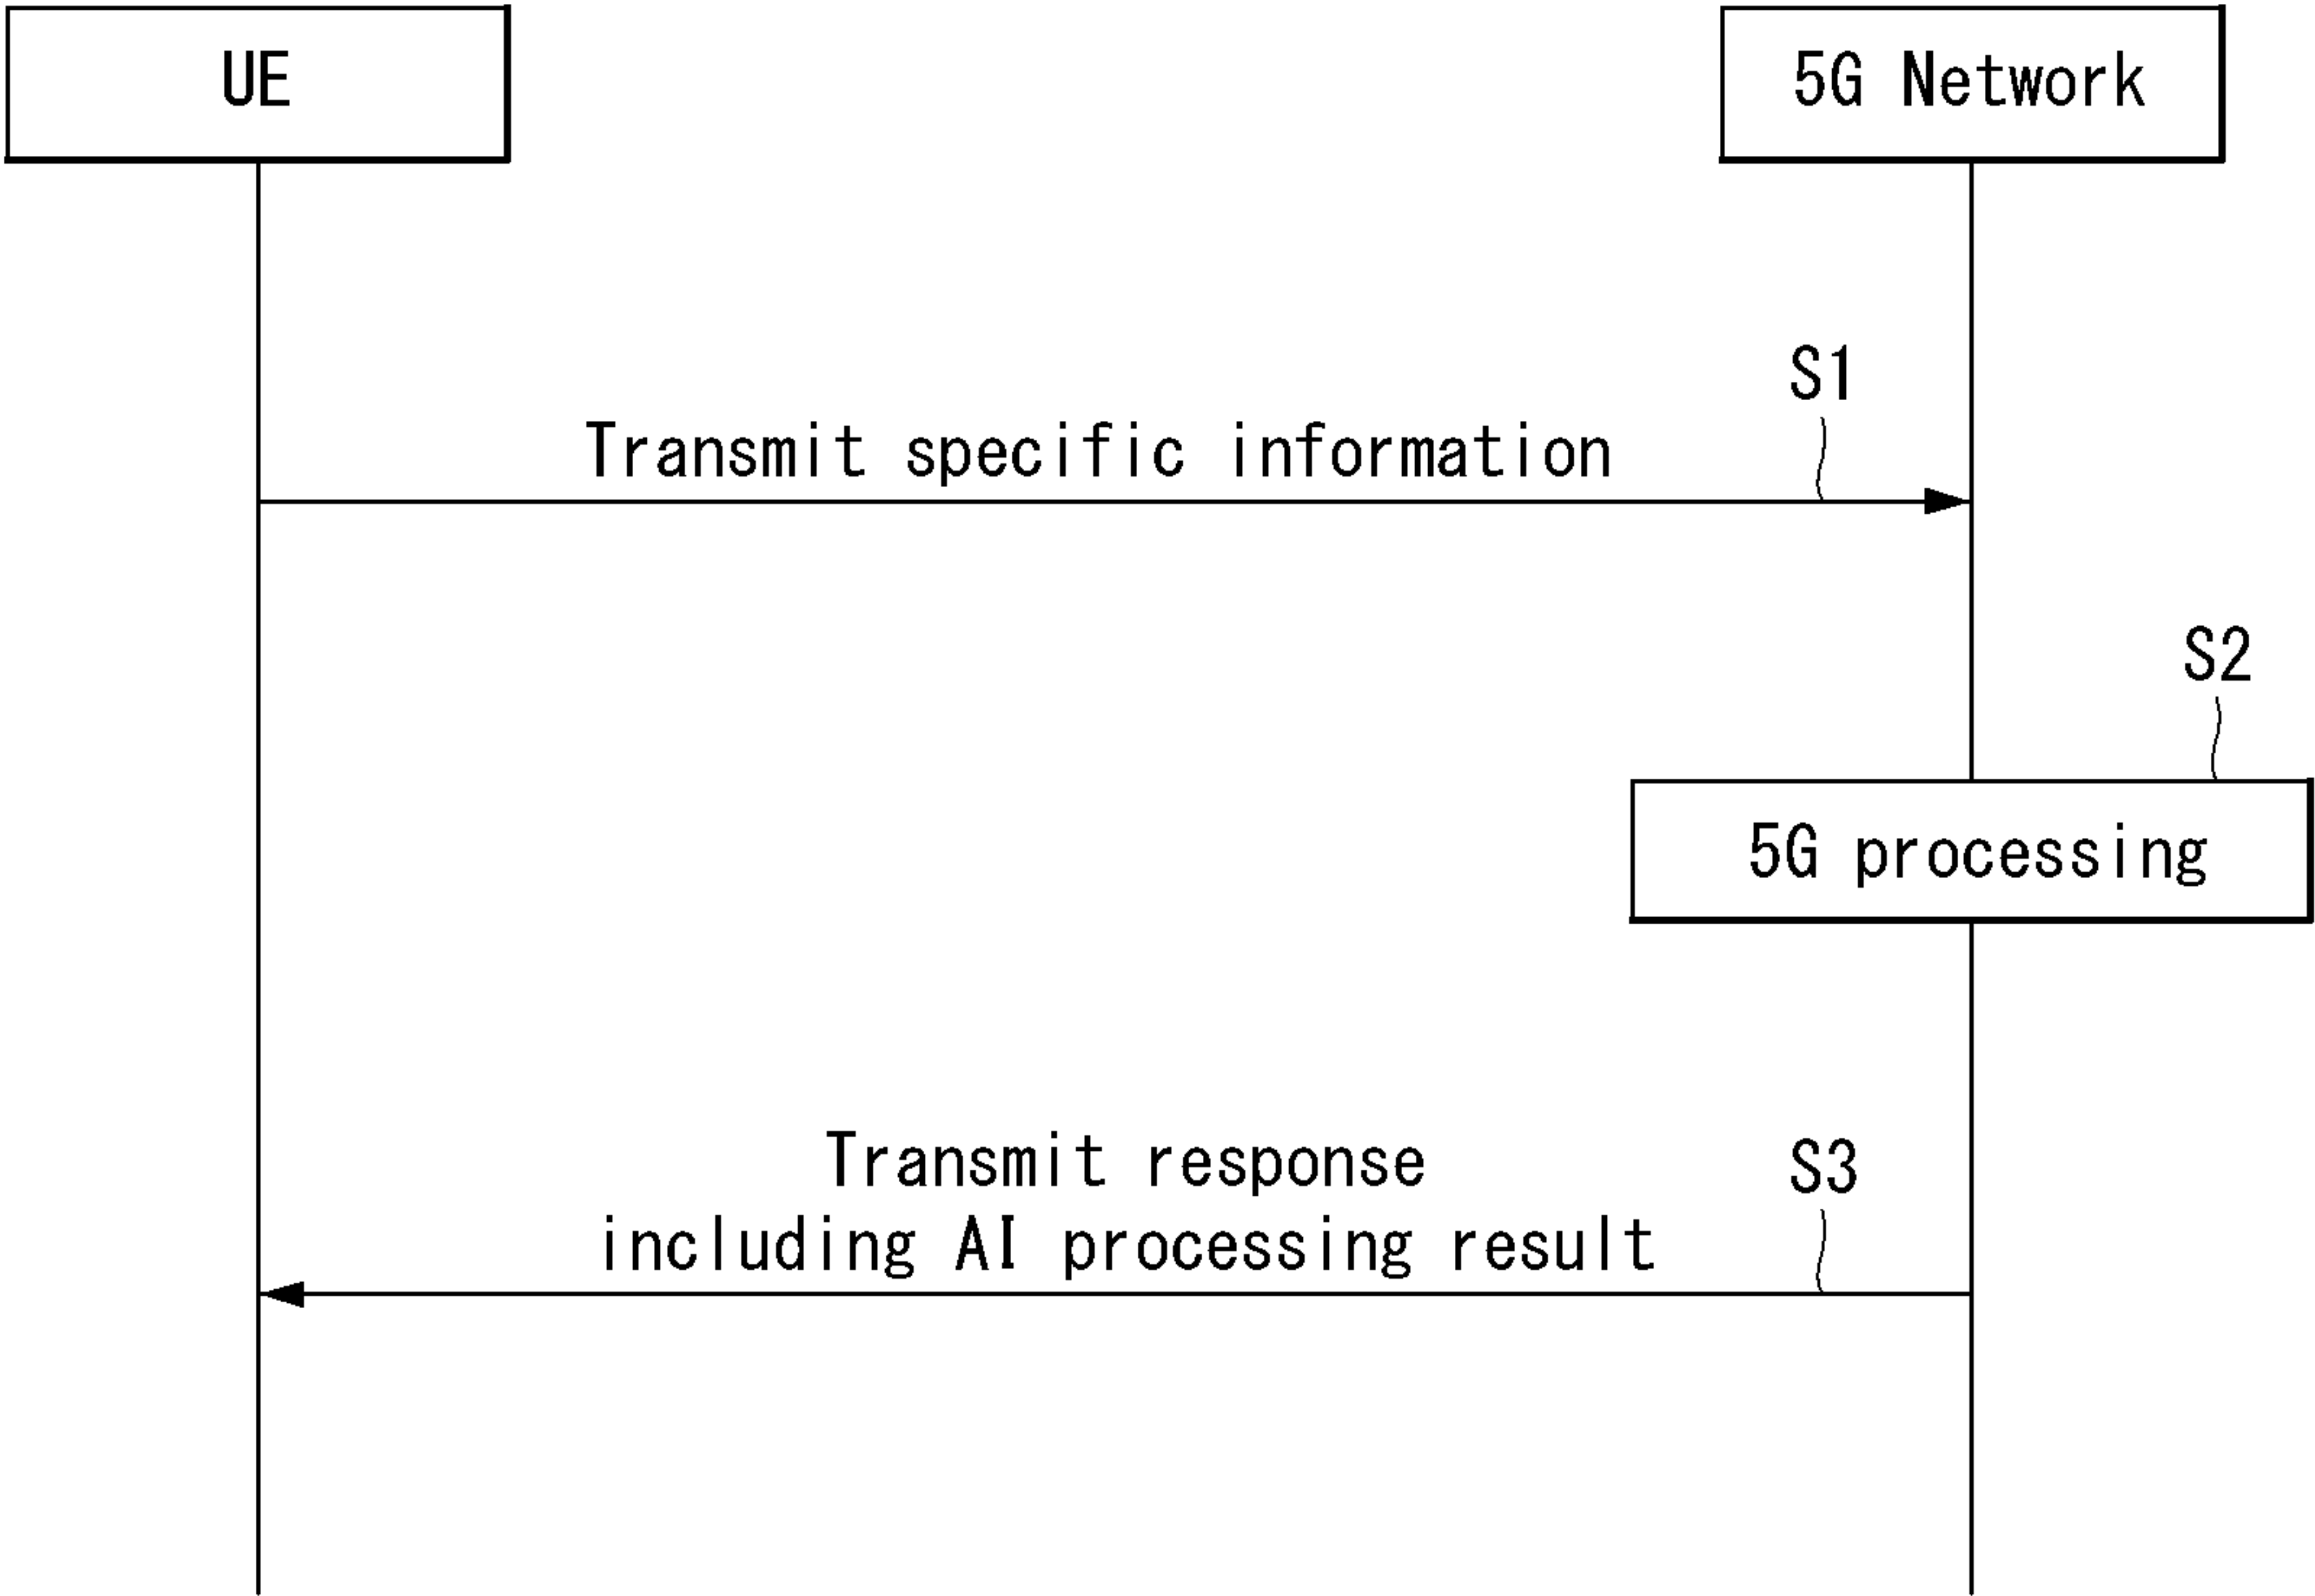 UE
5G Network
S1
Transmit specific information
S2
5G processing
Transmit response
S3
including AI processing result